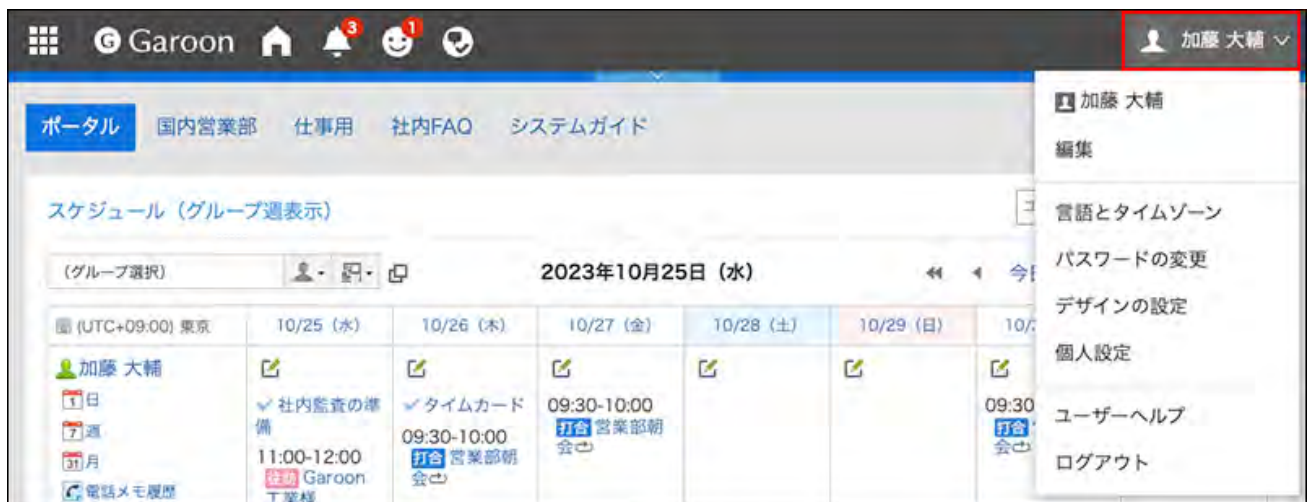 Garoon
3
1
加藤 大輔
加藤 大輔
編集
言語とタイムゾーン
パスワードの変更
デザインの設定
個人設定
ユーザーヘルプ
ログアウト
ポータル 国内営業部 仕事用 社内FAQ システムガイド
スケジュール（グループ週表示）
（グループ選択）
2023年10月25日（水）
(UTC+09:00) 東京
10/25（水）
10/26（木）
10/27（金）
10/28（土）
10/29（日）
加藤 大輔
1 日
7 週
31 月
電話メモ履歴
社内監査の準
備
11:00-12:00
往訪 Garoon
工業様
タイムカード
09:30-10:00
打合 営業部朝
会
09:30-10:00
打合 営業部朝
会
09:30
打合
会